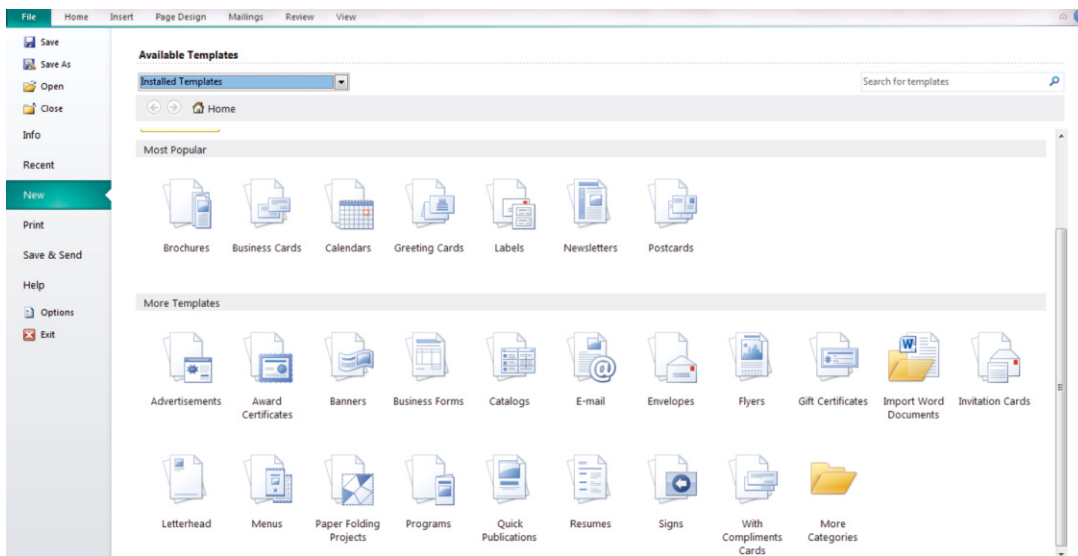 File Home Insert Page Design Mailings Review View
Save
Save As
Open
Close
Info
Recent
New
Print
Save & Send
Help
Options
Exit
Available Templates
Installed Templates
Search for templates
Home
Most Popular
Brochures Business Cards Calendars Greeting Cards Labels Newsletters Postcards
More Templates
Advertisements Award Banners Business Forms Catalogs E-mail Envelopes Flyers Gift Certificates Import Word Invitation Cards
Certificates Documents
Letterhead Menus Paper Folding Programs Quick Resumes Signs With More
Projects Publications Compliments Categories
Cards